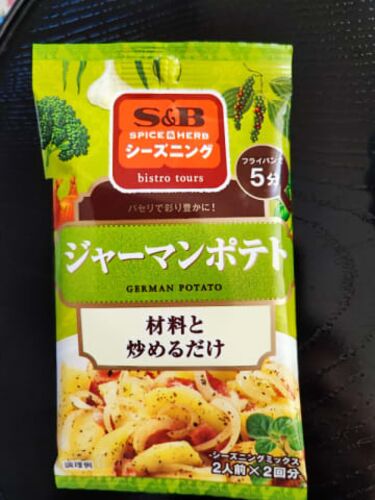 S&B
SPICE & HERB
シーズニング
bistro tours
フライパンで
5分
パセリで彩り豊かに!
ジャーマンポテト
GERMAN POTATO
材料と
炒めるだけ
シーズニングミックス
2人前×2回分
調理例